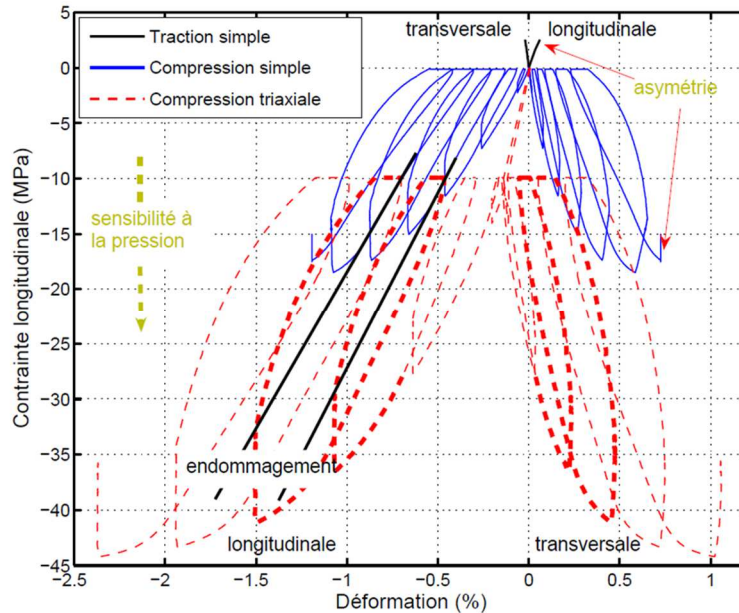 transversale longitudinale
Traction simple
Compression simple
Compression triaxiale
asymétrie
sensibilité à
la pression
endommagement
longitudinale
transversale
Contrainte longitudinale (MPa)
5
0
−5
−10
−15
−20
−25
−30
−35
−40
−45
−2.5 −2 −1.5 −1 −0.5 0 0.5 1
Déformation (%)